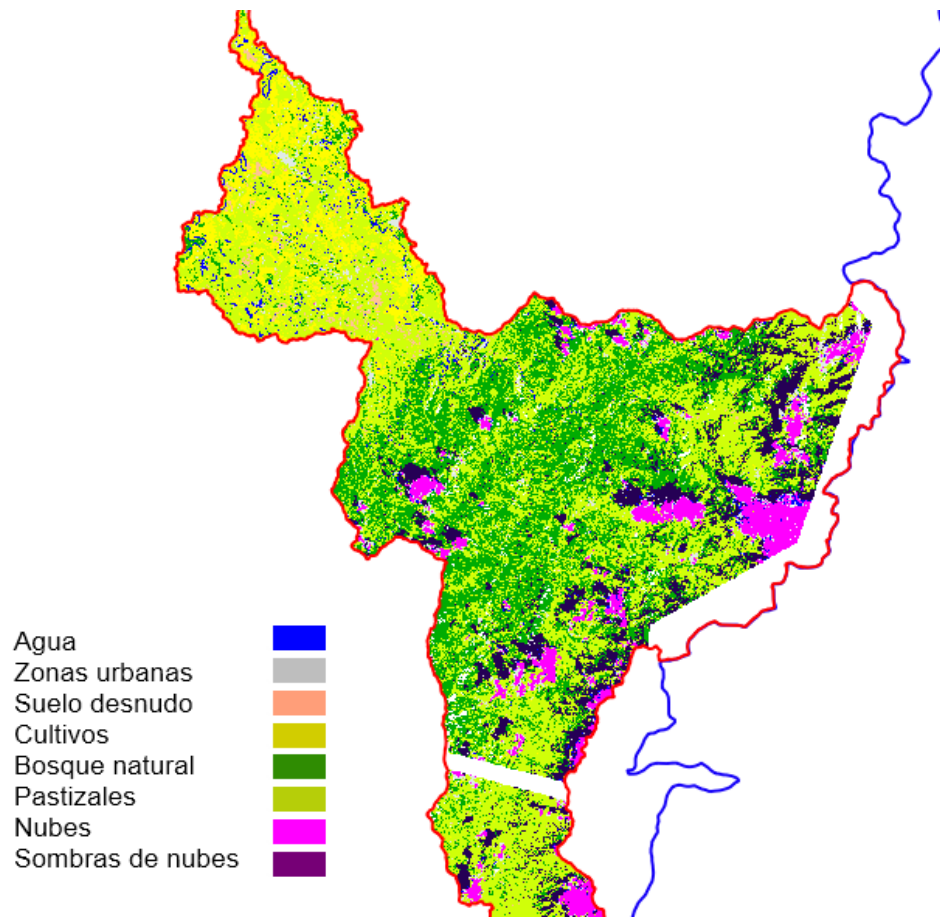 Agua
Zonas urbanas
Suelo desnudo
Cultivos
Bosque natural
Pastizales
Nubes
Sombras de nubes